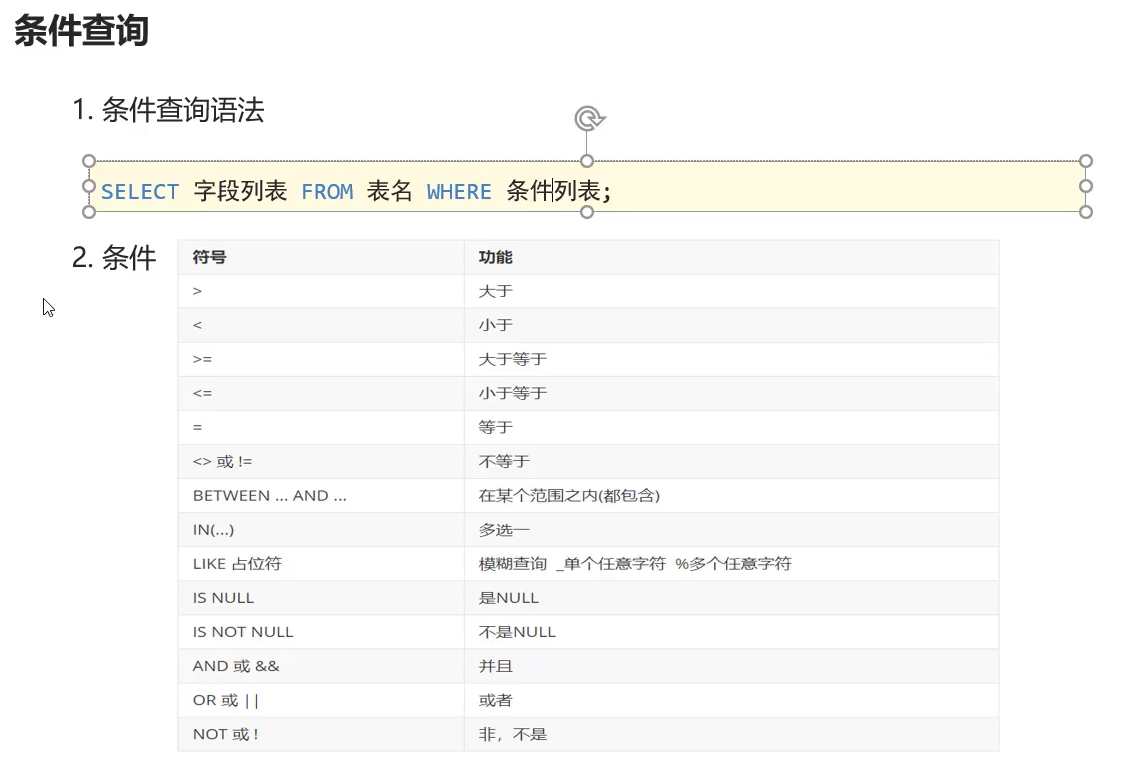 条件查询
1. 条件查询语法
SELECT 字段列表 FROM 表名 WHERE 条件列表;
2. 条件
符号 功能
> 大于
< 小于
>= 大于等于
<= 小于等于
= 等于
<> 或 != 不等于
BETWEEN ... AND ... 在某个范围之内(都包含)
IN(...) 多选一
LIKE 占位符 模糊查询 _单个任意字符 %多个任意字符
IS NULL 是NULL
IS NOT NULL 不是NULL
AND 或 && 并且
OR 或 || 或者
NOT 或 ! 非，不是